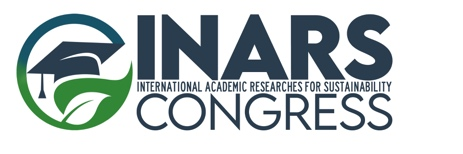 INARS
INTERNATIONAL ACADEMIC RESEARCHES FOR SUSTAINABILITY
CONGRESS